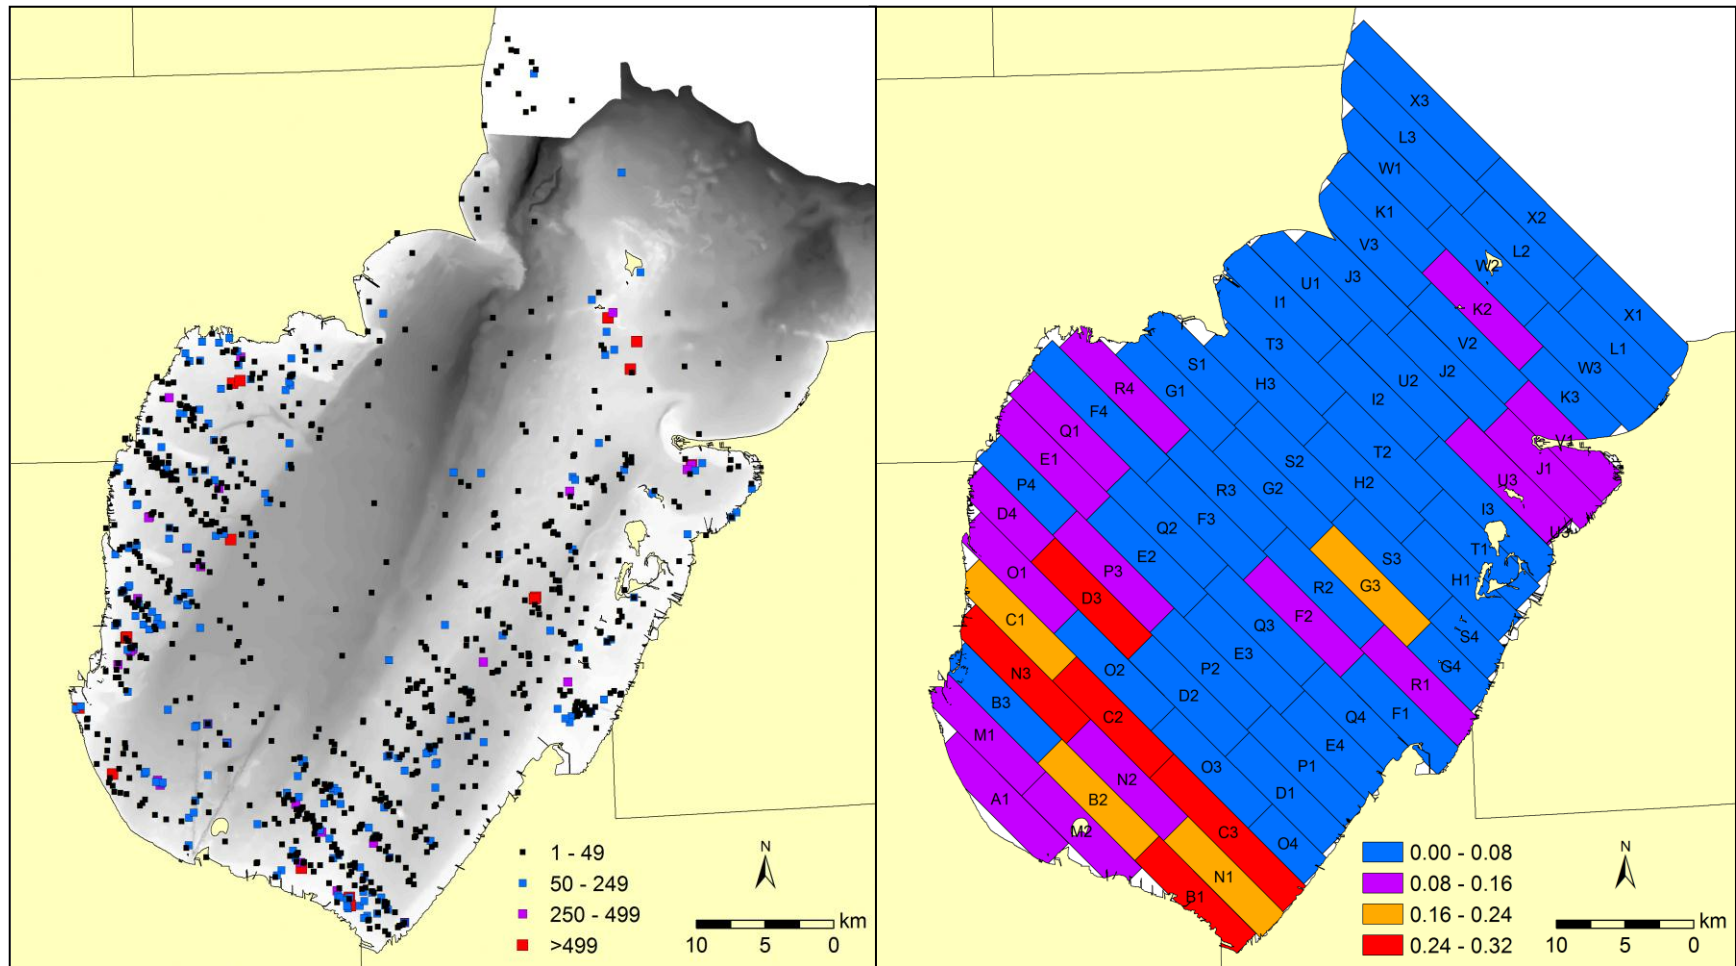 N
1 - 49
50 - 249
250 - 499
>499
km
10 5 0
X3
L3
W1
X2
K1
L2
V3
W2
J3
U1
I1
K2
X1
T3
V2
L1
S1
W3
H3
J2
U2
R4
G1
K3
I2
F4
Q1
V1
T2
E1
S2
J1
U3
H2
P4
R3
G2
I3
D4
F3
Q2
U3
T1
E2
S3
P3
O1
H1
R2
G3
D3
F2
C1
Q3
S4
E3
G4
P2
O2
N3
R1
D2
B3
C2
F1
Q4
M1
E4
O3
P1
N2
D1
B2
A1
M2
C3
O4
N1
B1
N
0.00 - 0.08
0.08 - 0.16
0.16 - 0.24
0.24 - 0.32
km
10 5 0